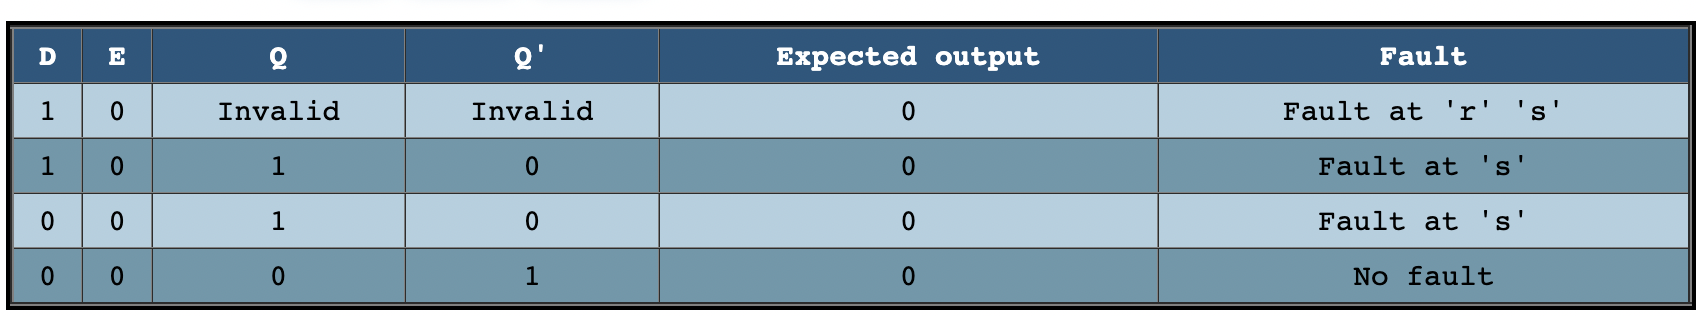 D E Q Q' Expected output Fault
1 0 Invalid Invalid 0 Fault at 'r' 's'
1 0 1 0 0 Fault at 's'
0 0 1 0 0 Fault at 's'
0 0 0 1 0 No fault